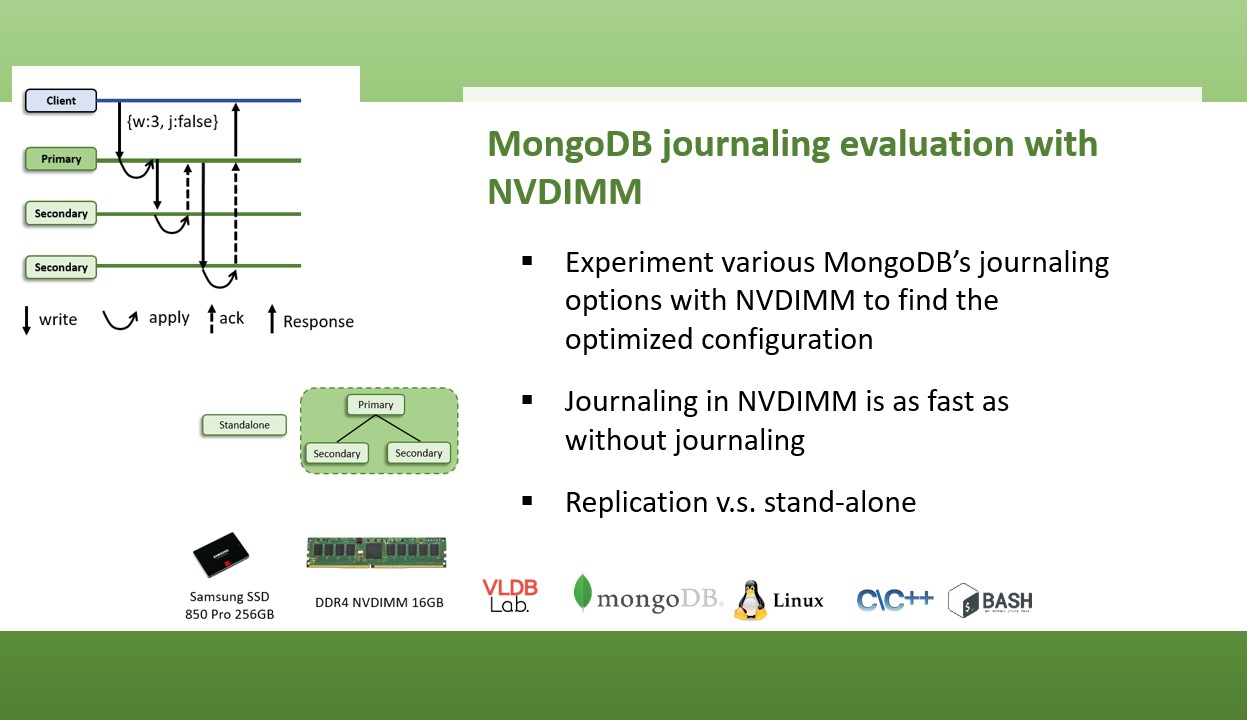 Client
{w:3, j:false}
Primary
Secondary
Secondary
write
apply
ack
Response
MongoDB journaling evaluation with
NVDIMM
Experiment various MongoDB’s journaling
options with NVDIMM to find the
optimized configuration
Journaling in NVDIMM is as fast as
without journaling
Replication v.s. stand-alone
Standalone
Primary
Secondary
Secondary
Samsung SSD
850 Pro 256GB
DDR4 NVDIMM 16GB
VLDB
Lab.
mongoDB.
Linux
C\C++
BASH